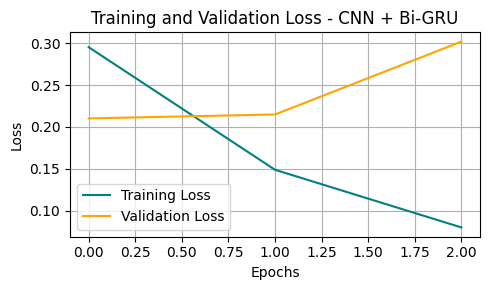 Training and Validation Loss - CNN + Bi-GRU
Loss
0.30
0.25
0.20
0.15
0.10
Training Loss
Validation Loss
0.00 0.25 0.50 0.75 1.00 1.25 1.50 1.75 2.00
Epochs